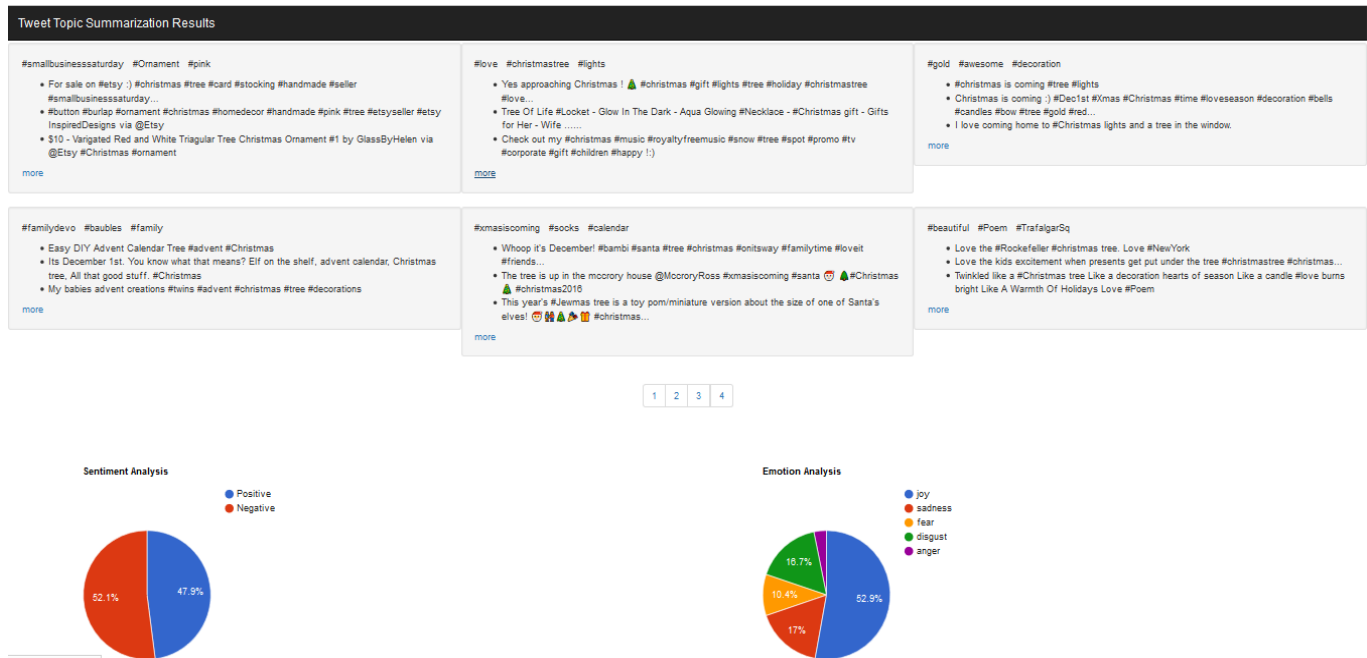 Tweet Topic Summarization Results
#smallbusinesssaturday #Ornament #pink
For sale on #etsy :) #christmas #tree #card #stocking #handmade #seller
#smallbusinesssaturday...
#button #burlap #ornament #christmas #homedecor #handmade #pink #tree #etsyseller #etsy
InspiredDesigns via @Etsy
$10 - Varigated Red and White Triagular Tree Christmas Ornament #1 by GlassByHelen via
@Etsy #Christmas #ornament
more
#love #christmastree #lights
Yes approaching Christmas ! 🎄 #christmas #gift #lights #tree #holiday #christmastree
#love...
Tree Of Life #Locket - Glow In The Dark - Aqua Glowing #Necklace - #Christmas gift - Gifts
for Her - Wife ......
Check out my #christmas #music #royaltyfreemusic #snow #tree #spot #promo #tv
#corporate #gift #children #happy !:)
more
#gold #awesome #decoration
#christmas is coming #tree #lights
Christmas is coming :) #Dec1st #Xmas #Christmas #time #loveseason #decoration #bells
#candles #bow #tree #gold #red...
I love coming home to #Christmas lights and a tree in the window.
more
#familydevo #baubles #family
Easy DIY Advent Calendar Tree #advent #Christmas
Its December 1st. You know what that means? Elf on the shelf, advent calendar, Christmas
tree, All that good stuff. #Christmas
My babies advent creations #twins #advent #christmas #tree #decorations
more
#xmasiscoming #socks #calendar
Whoop it's December! #bambi #santa #tree #christmas #onitsway #familytime #loveit
#friends...
The tree is up in the mccrory house @MccroryRoss #xmasiscoming #santa 🎅 🎄#Christmas
🎄 #christmas2016
This year's #Jewmas tree is a toy pom/miniature version about the size of one of Santa's
elves! 🎅👫🎄🎉🎁 #christmas...
more
#beautiful #Poem #TrafalgarSq
Love the #Rockefeller #christmas tree. Love #NewYork
Love the kids excitement when presents get put under the tree #christmastree #christmas...
Twinkled like a #Christmas tree Like a decoration hearts of season Like a candle #love burns
bright Like A Warmth Of Holidays Love #Poem
more
1 2 3 4
Sentiment Analysis
Positive
Negative
52.1%
47.9%
Emotion Analysis
joy
sadness
fear
disgust
anger
16.7%
10.4%
52.9%
17%